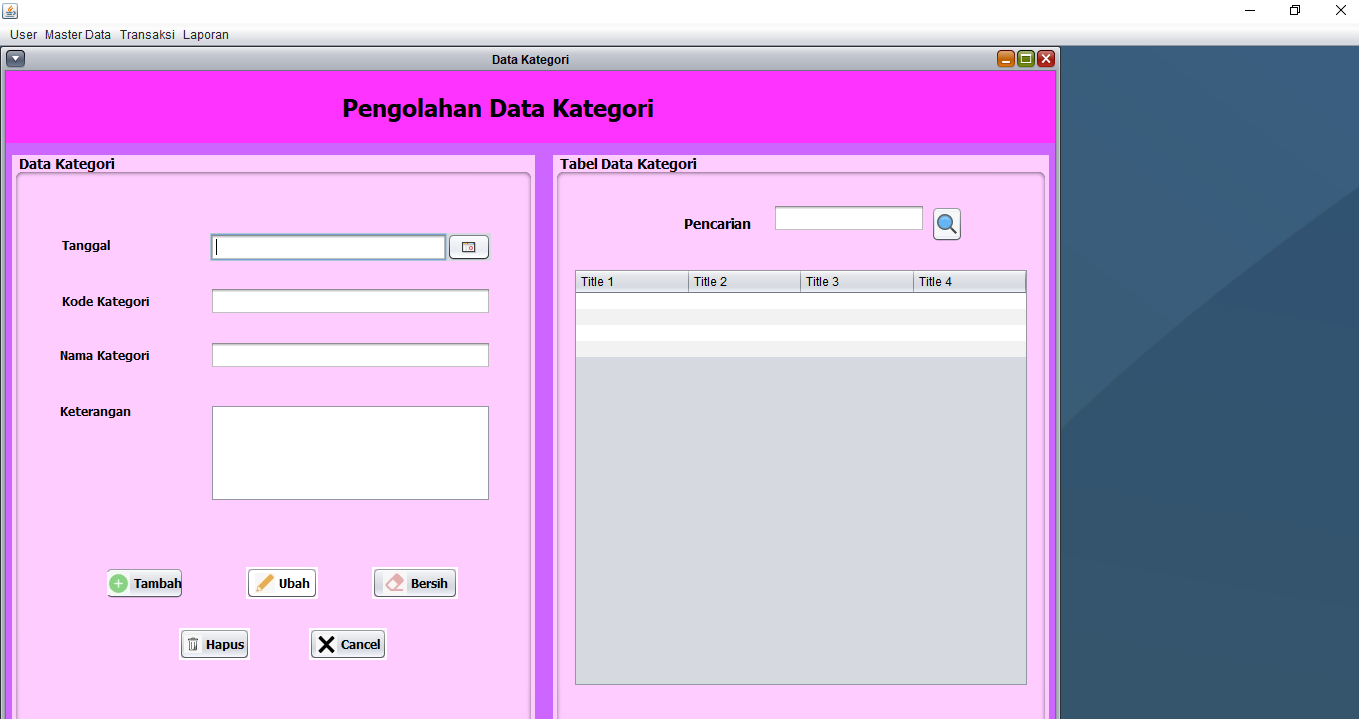 User Master Data Transaksi Laporan
Data Kategori
Pengolahan Data Kategori
Data Kategori
Tanggal
Kode Kategori
Nama Kategori
Keterangan
Tambah Ubah Bersih
Hapus Cancel
Tabel Data Kategori
Pencarian
Title 1 Title 2 Title 3 Title 4